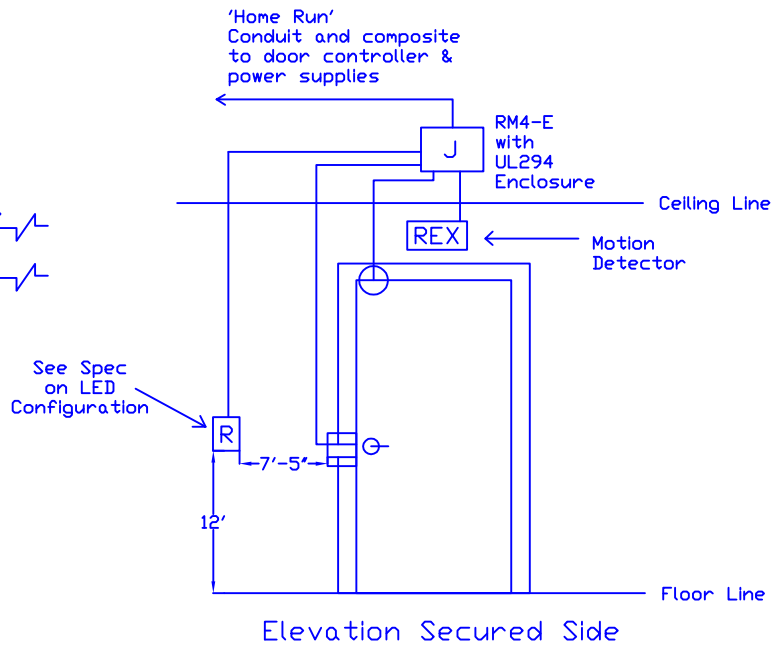 'Home Run'
Conduit and composite
to door controller &
power supplies
RM4-E
with
UL294
Enclosure
J
Ceiling Line
REX
Motion
Detector
See Spec
on LED
Configuration
R
7'-5"
12'
Floor Line
Elevation Secured Side